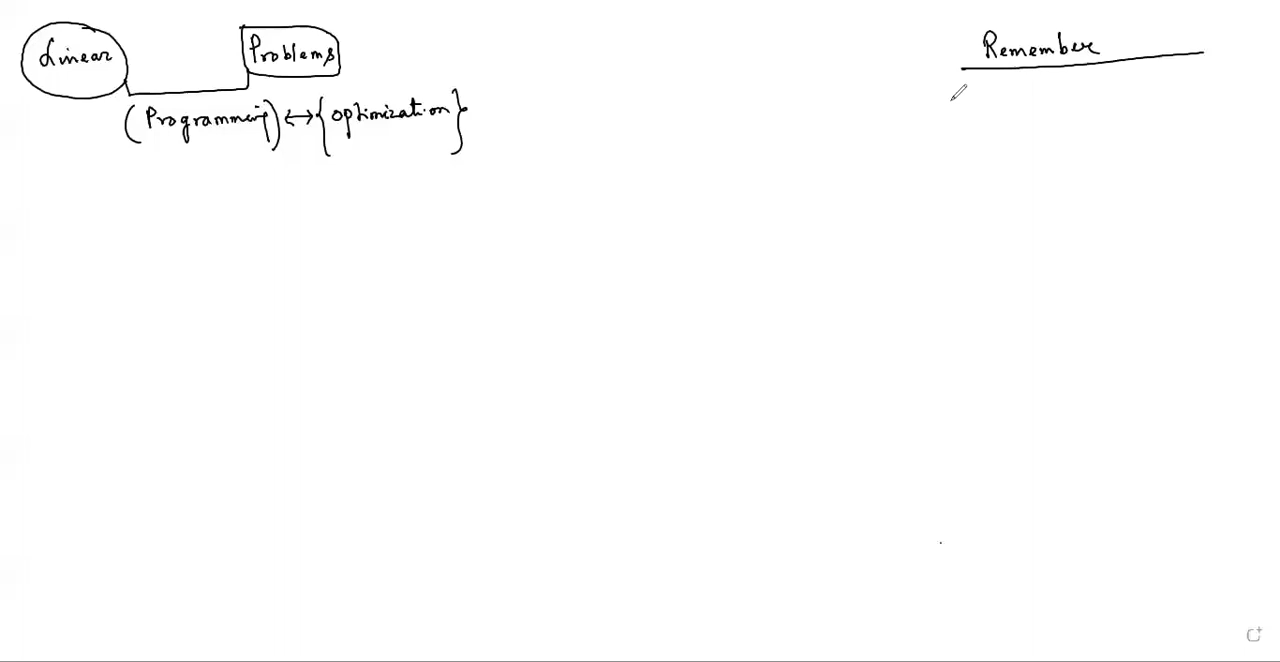 Linear Problems
(Programming) ↔ {optimization}
Remember